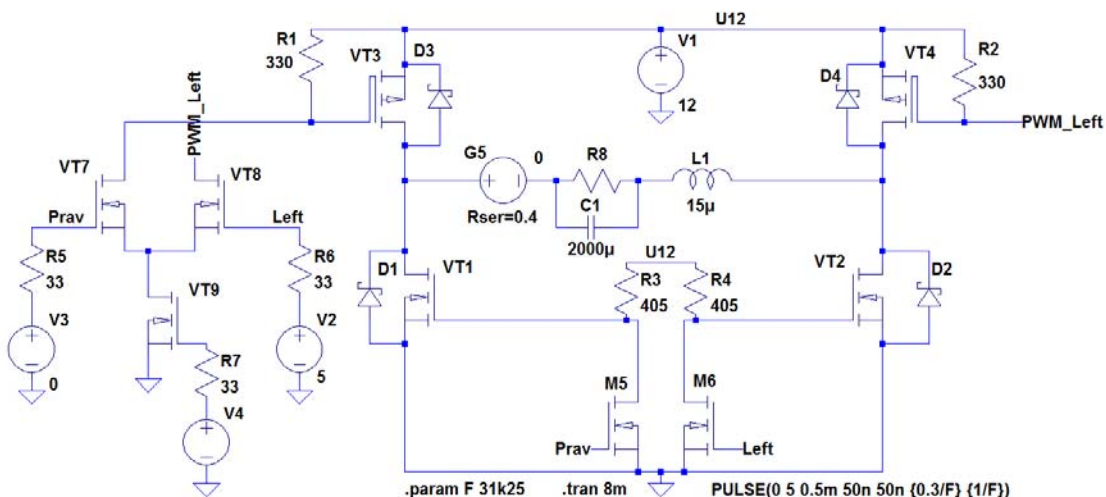 U12
R1
330
VT3
D3
V1
12
D4
VT4
R2
330
PWM_Left
PWM_Left
VT7
VT8
G5
0
R8
L1
15µ
Prav
Left
Rser=0.4
C1
2000µ
R5
33
R6
33
D1
VT1
U12
R3
405
R4
405
VT2
D2
VT9
V3
0
V2
5
R7
33
V4
M5
M6
Prav
Left
.param F 31k25
.tran 8m
PULSE(0 5 0.5m 50n 50n {0.3/F} {1/F})